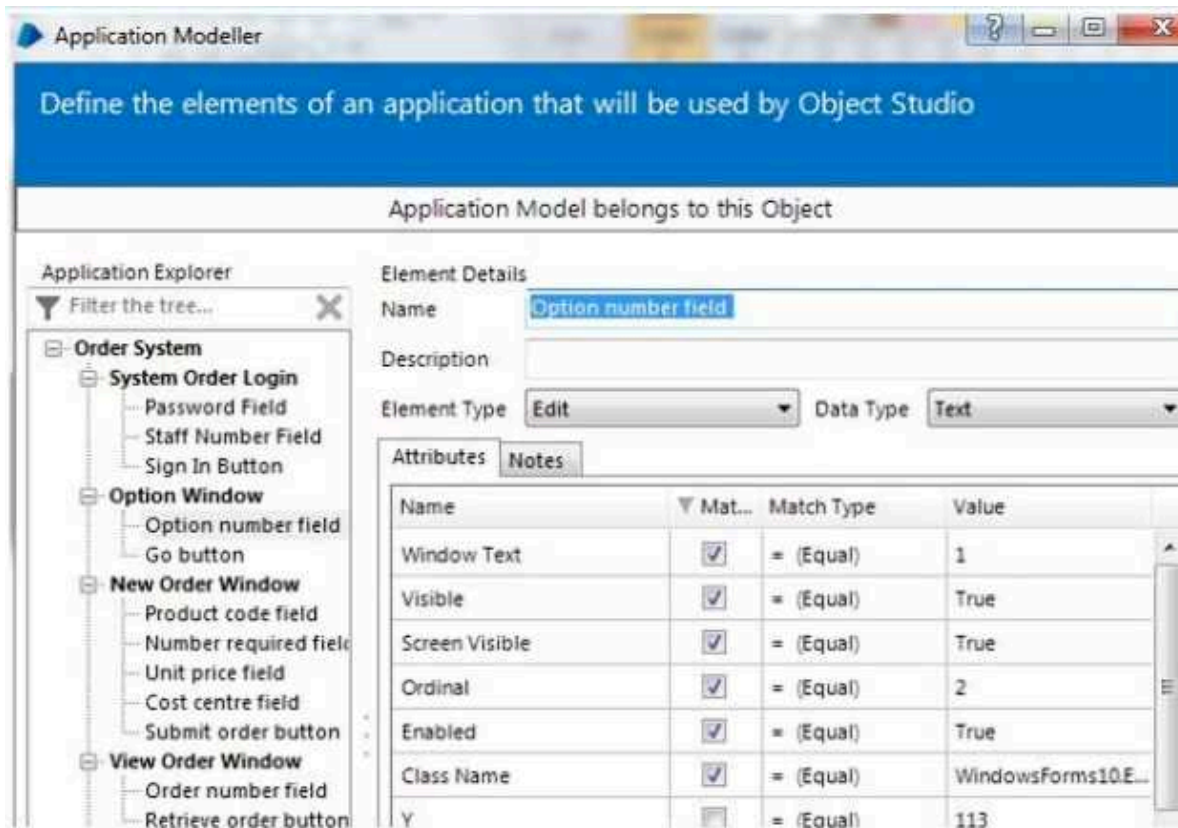 Application Modeller
Define the elements of an application that will be used by Object Studio
Application Model belongs to this Object
Application Explorer
Filter the tree...
Order System
System Order Login
Password Field
Staff Number Field
Sign In Button
Option Window
Option number field
Go button
New Order Window
Product code field
Number required field
Unit price field
Cost centre field
Submit order button
View Order Window
Order number field
Retrieve order button
Element Details
Name Option number field
Description
Element Type Edit Data Type Text
Attributes Notes
Name Mat... Match Type Value
Window Text = (Equal) 1
Visible = (Equal) True
Screen Visible = (Equal) True
Ordinal = (Equal) 2
Enabled = (Equal) True
Class Name = (Equal) WindowsForms10.E...
Y = (Equal) 113